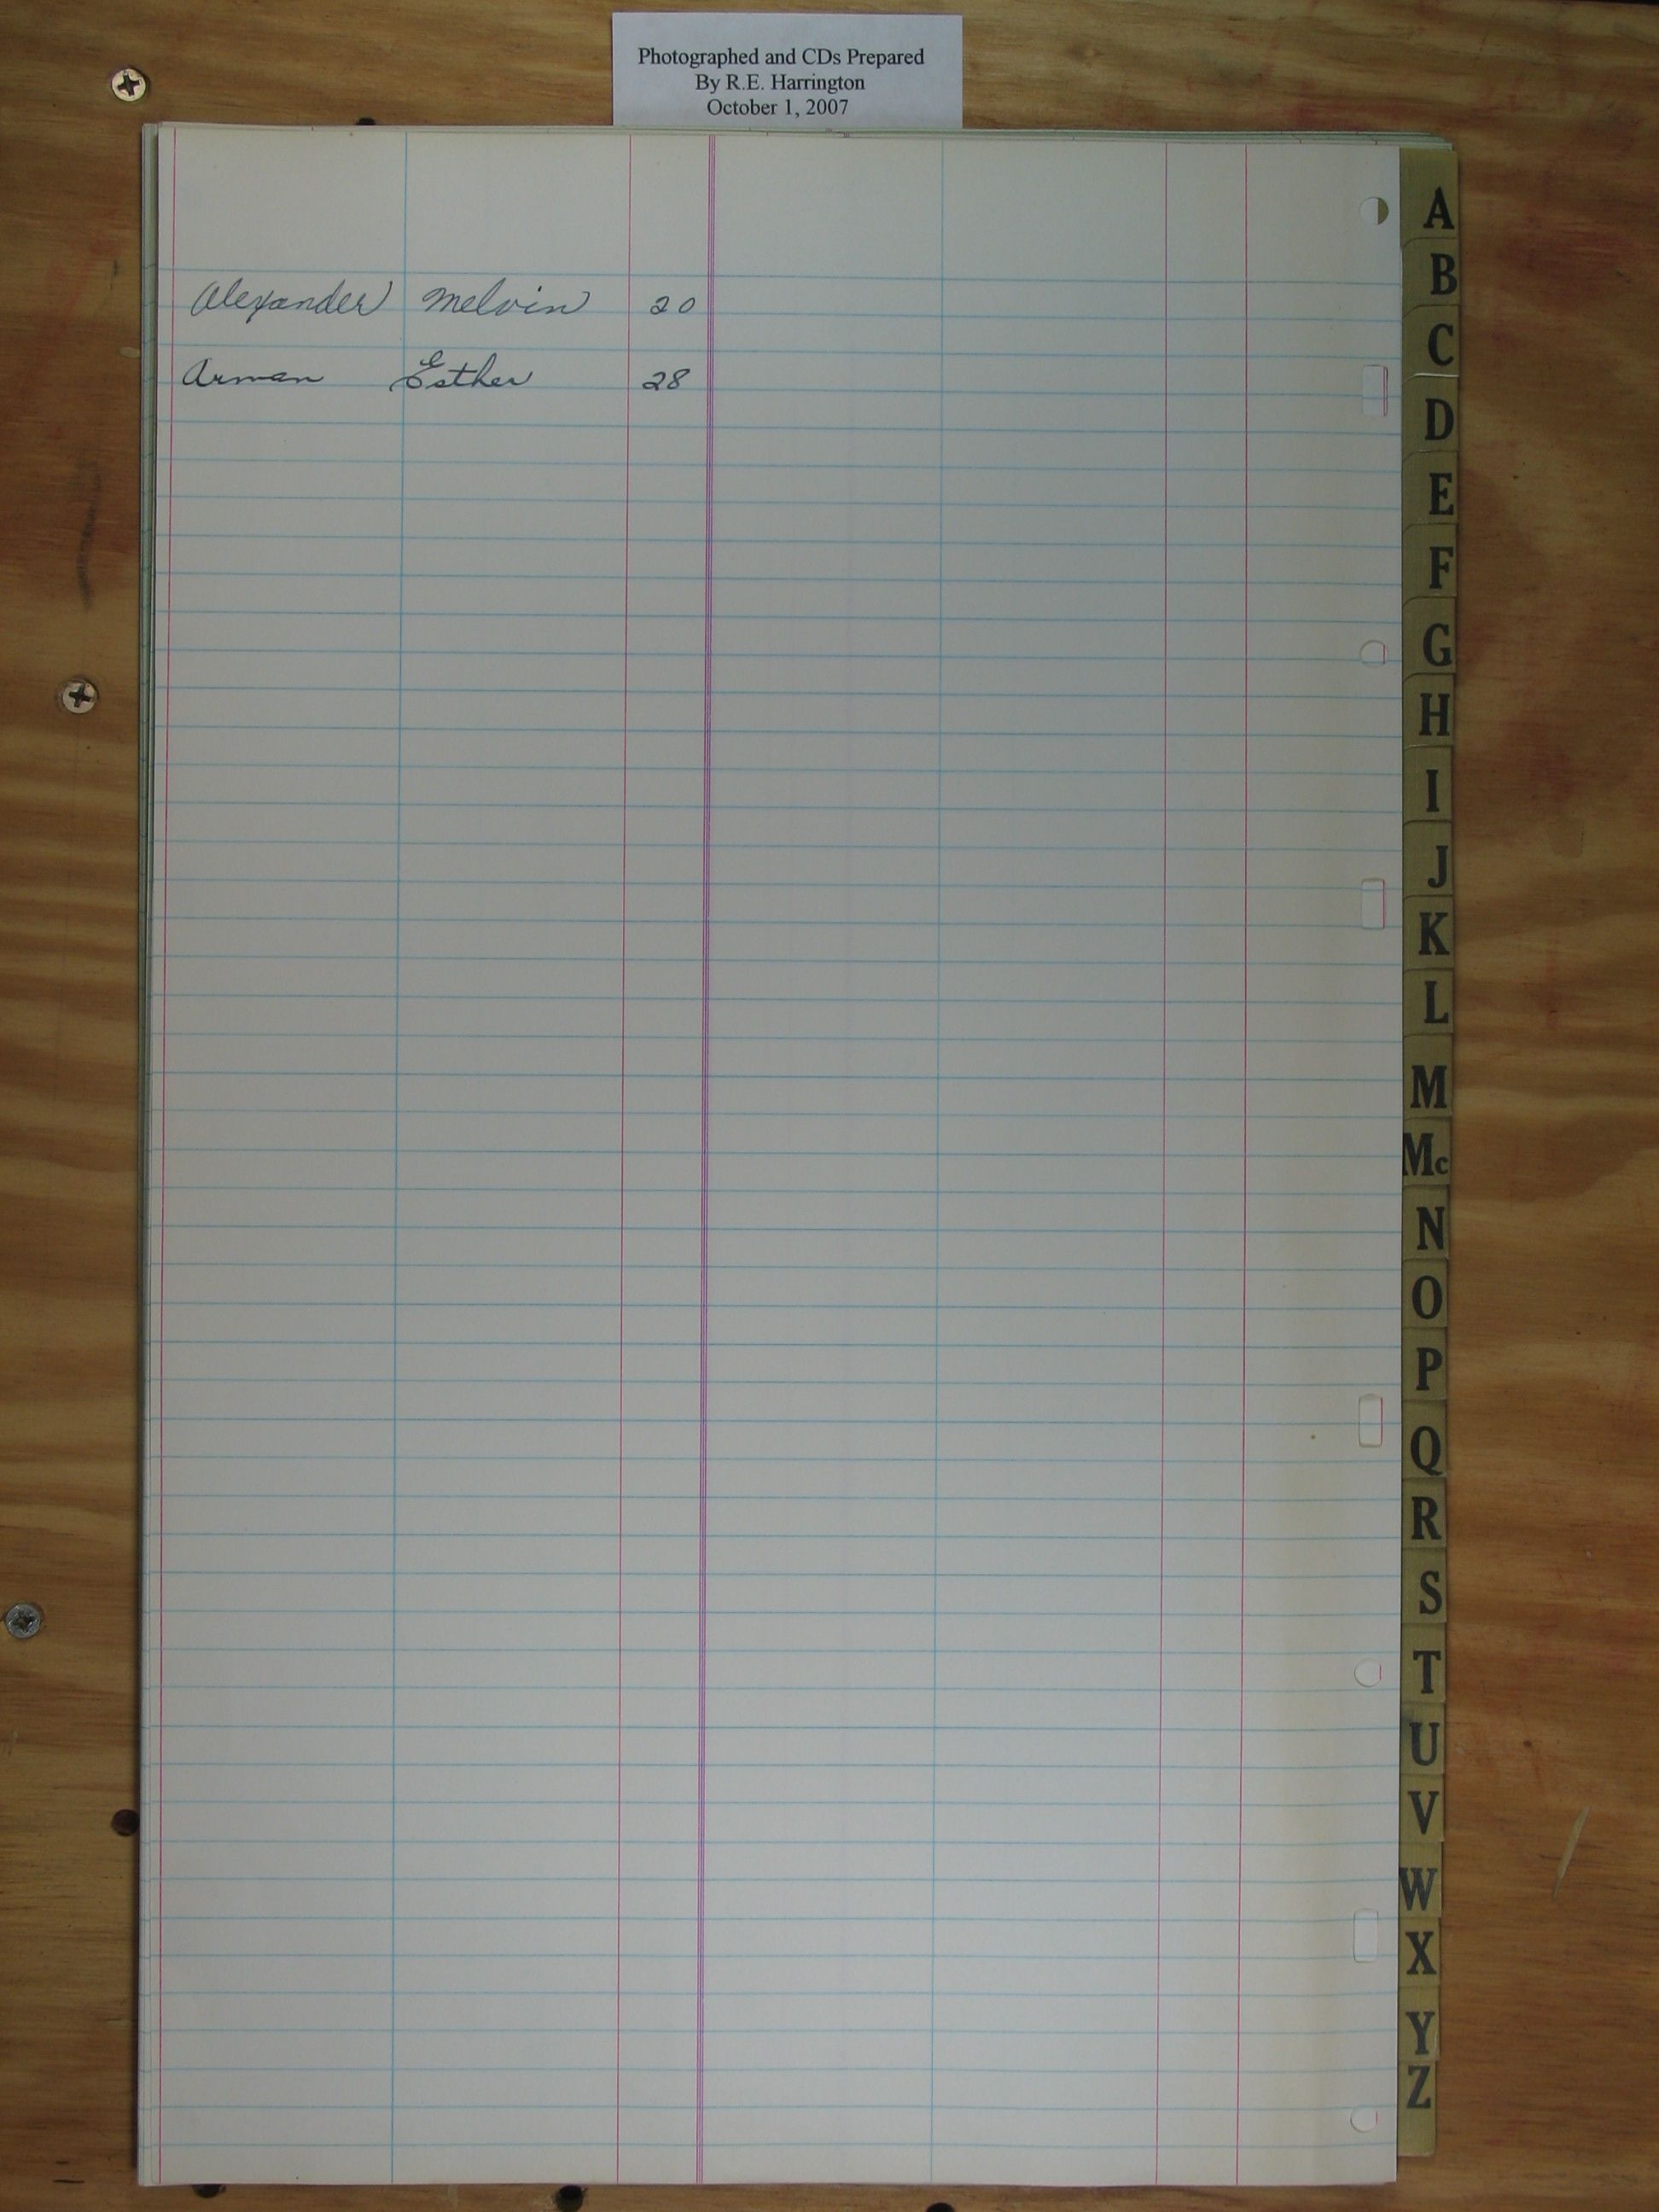 Photographed and CDs Prepared
By R.E. Harrington
October 1, 2007
Alexander Melvin 20
Arman Esther 28
A
B
C
D
E
F
G
H
I
J
K
L
M
Mc
N
O
P
Q
R
S
T
U
V
W
X
Y
Z